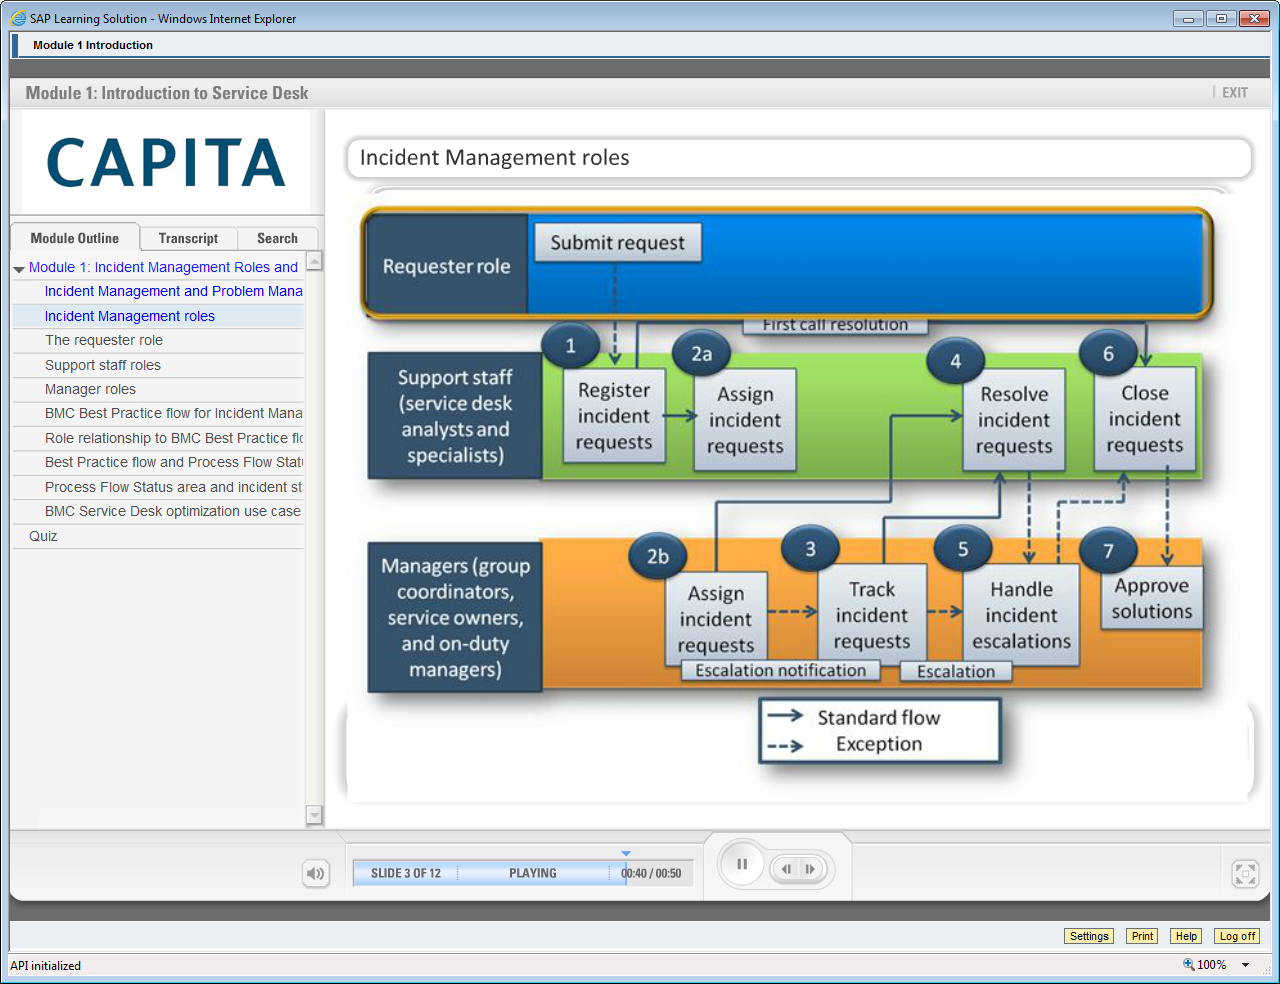 SAP Learning Solution - Windows Internet Explorer
Module 1 Introduction
Module 1: Introduction to Service Desk
EXIT
CAPITA
Module Outline
Transcript
Search
Module 1: Incident Management Roles and
Incident Management and Problem Mana
Incident Management roles
The requester role
Support staff roles
Manager roles
BMC Best Practice flow for Incident Mana
Role relationship to BMC Best Practice flo
Best Practice flow and Process Flow Statu
Process Flow Status area and incident st
BMC Service Desk optimization use case
Quiz
Incident Management roles
Requester role
Submit request
First call resolution
Support staff
(service desk
analysts and
specialists)
1
Register
incident
requests
2a
Assign
incident
requests
4
Resolve
incident
requests
6
Close
incident
requests
Managers (group
coordinators,
service owners,
and on-duty
managers)
2b
Assign
incident
requests
3
Track
incident
requests
5
Handle
incident
escalations
7
Approve
solutions
Escalation notification
Escalation
Standard flow
Exception
SLIDE 3 OF 12
PLAYING
00:40 / 00:50
Settings
Print
Help
Log off
API initialized
100%